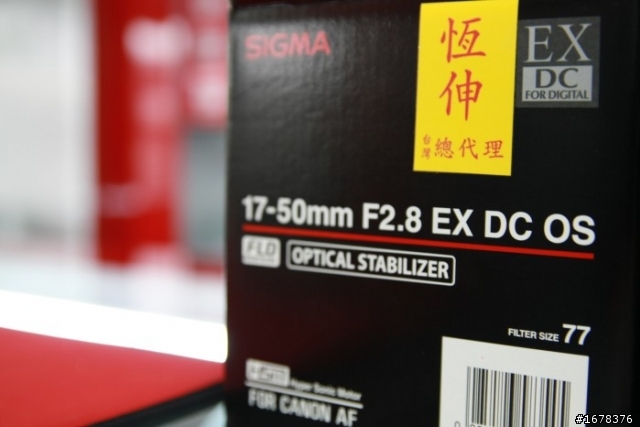 SIGMA
恆伸
台灣 總代理
EX
DC
FOR DIGITAL
17-50mm F2.8 EX DC OS
FLD
OPTICAL STABILIZER
FILTER SIZE 77
HSM Hyper Sonic Motor
FOR CANON AF
#1678376